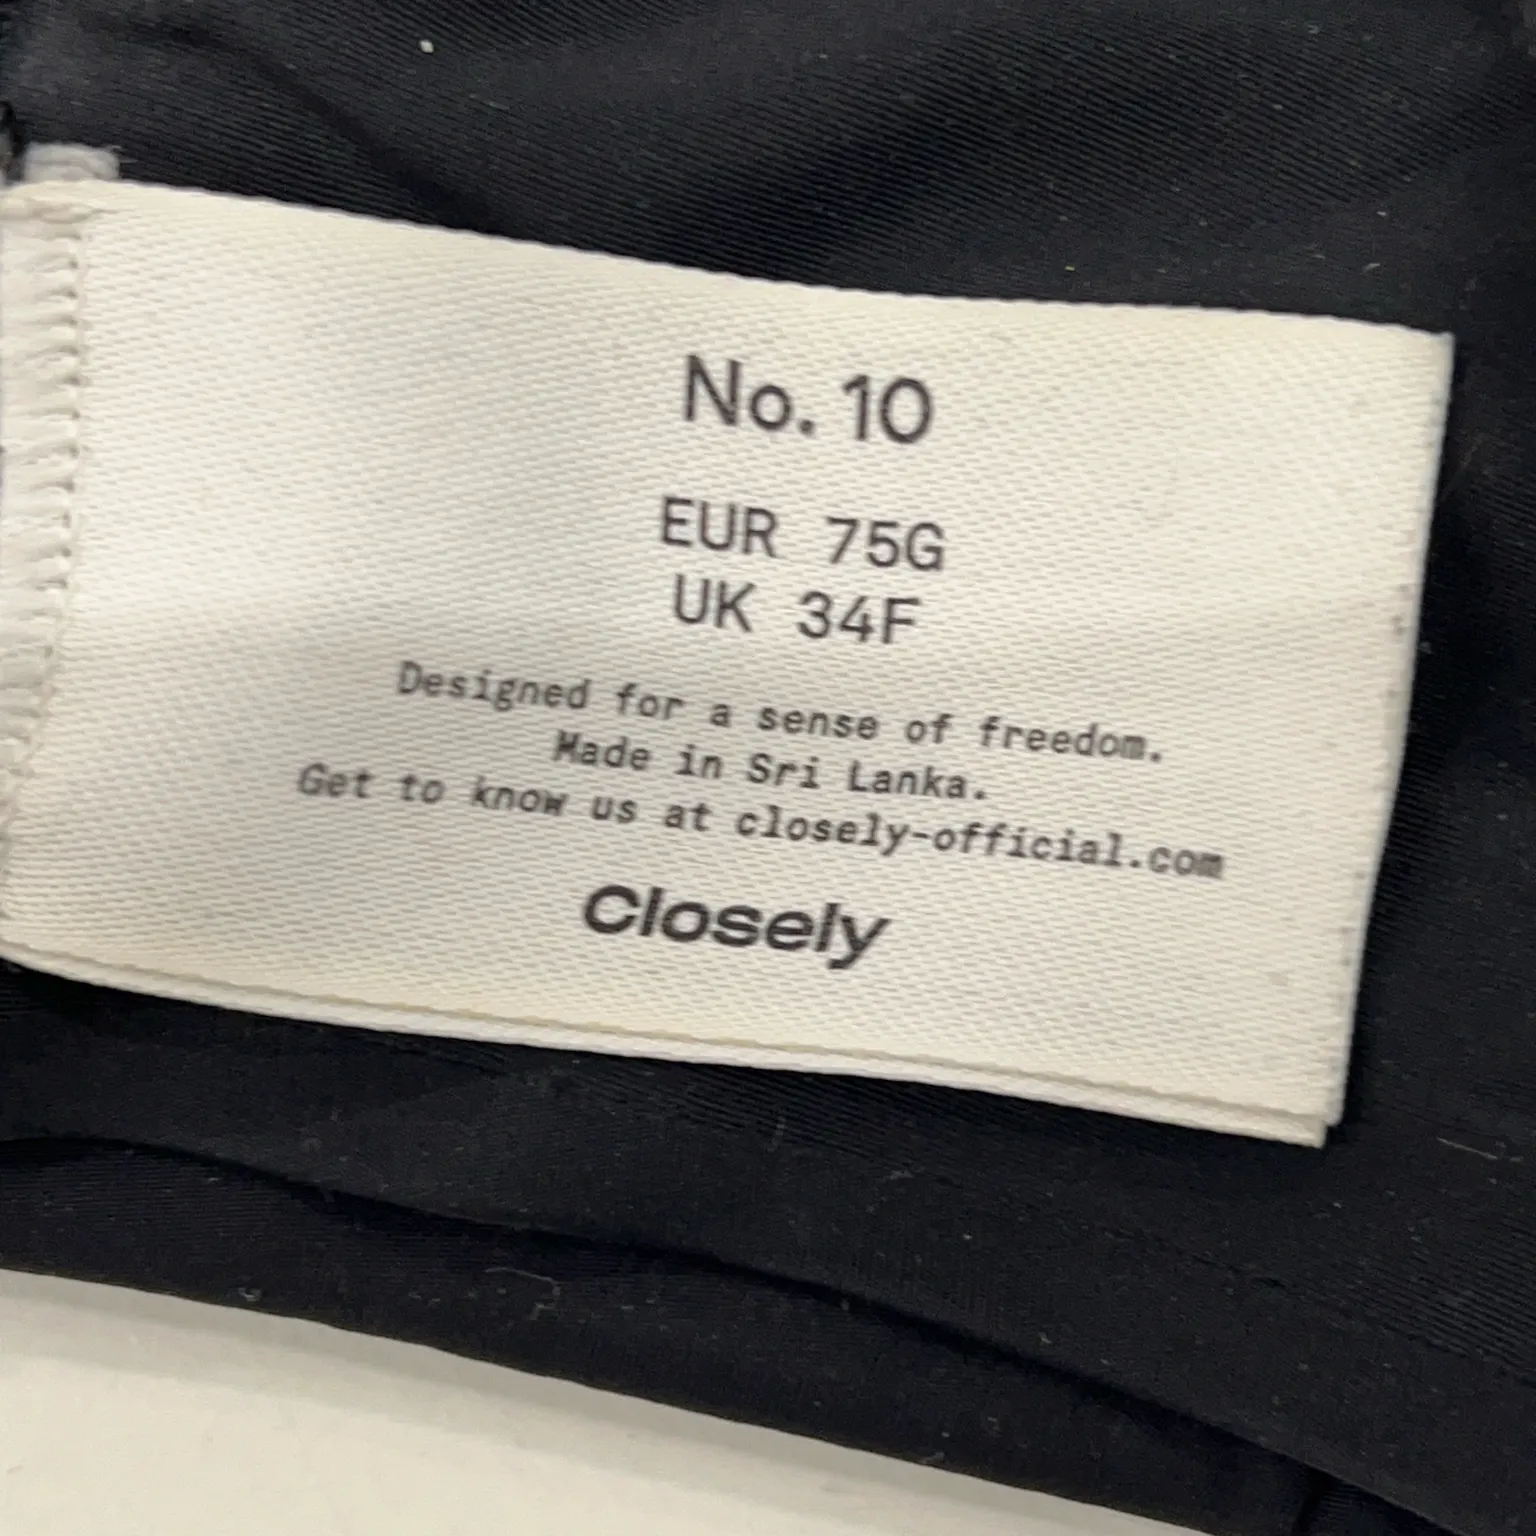 No. 10
EUR 75G
UK 34F
Designed for a sense of freedom.
Made in Sri Lanka.
Get to know us at closely-official.com
Closely